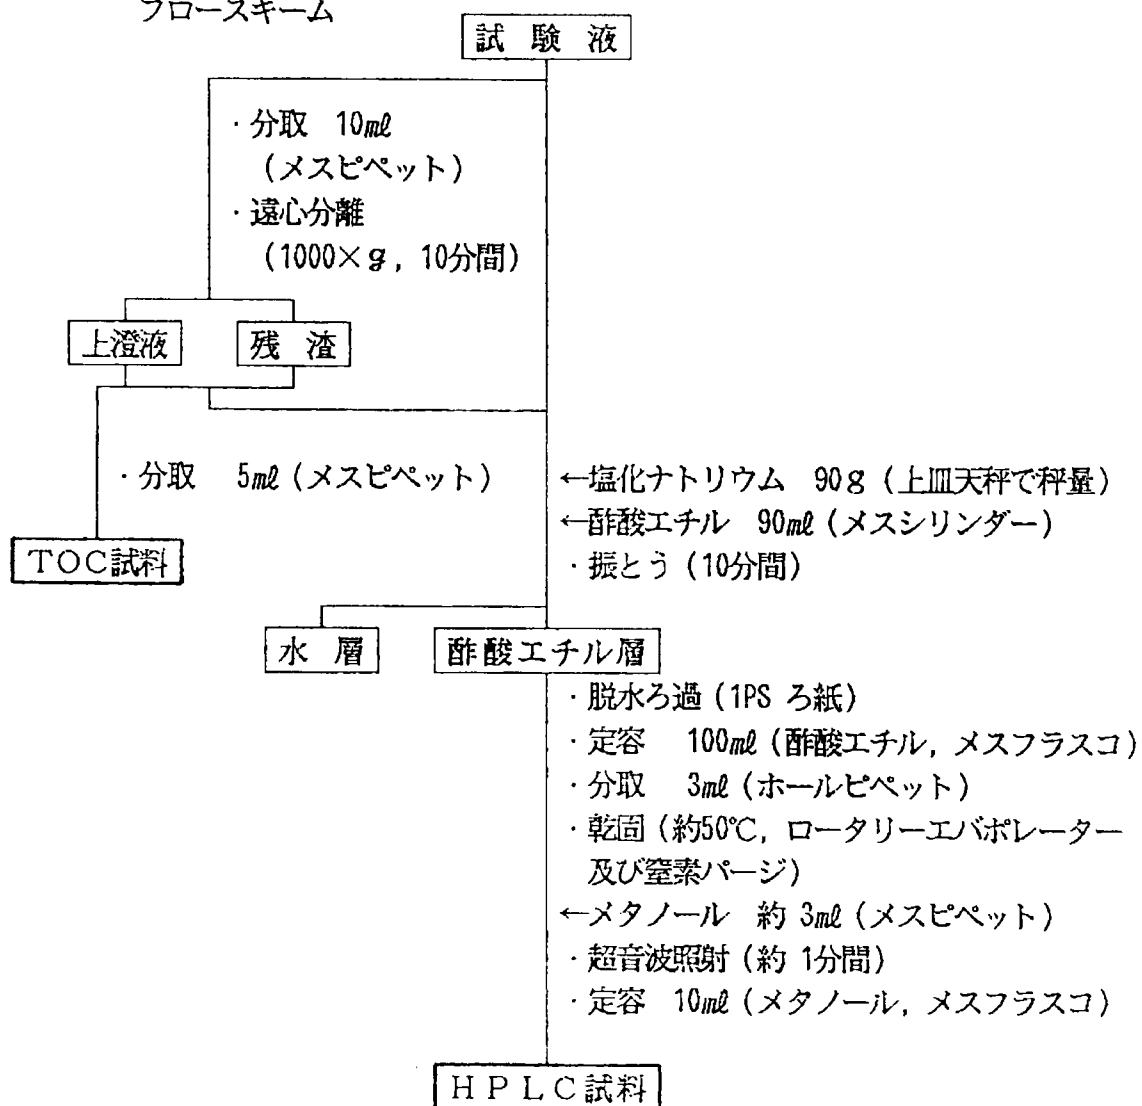 フロースキーム
試 験 液
・分取 10㎖
(メスピペット)
・遠心分離
(1000×g, 10分間)
上澄液
残 渣
・分取 5㎖(メスピペット)
←塩化ナトリウム 90g(上皿天秤で秤量)
←酢酸エチル 90㎖(メスシリンダー)
・振とう(10分間)
TOC試料
水 層
酢酸エチル層
・脱水ろ過(1PS ろ紙)
・定容 100㎖(酢酸エチル, メスフラスコ)
・分取 3㎖(ホールピペット)
・乾固(約50℃, ロータリーエバポレーター
及び窒素パージ)
←メタノール 約 3㎖(メスピペット)
・超音波照射(約 1分間)
・定容 10㎖(メタノール, メスフラスコ)
HPLC試料